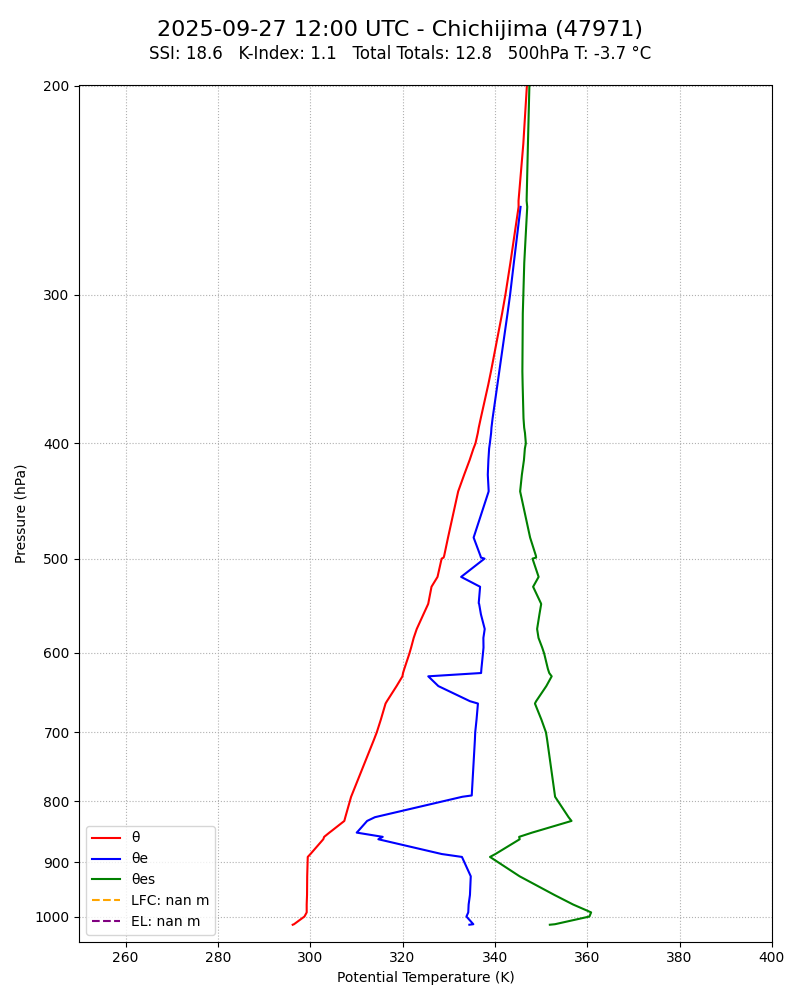 2025-09-27 12:00 UTC - Chichijima (47971)
SSI: 18.6   K-Index: 1.1   Total Totals: 12.8   500hPa T: -3.7 °C
200
300
400
500
600
700
800
900
1000
Pressure (hPa)
θ
θe
θes
LFC: nan m
EL: nan m
260 280 300 320 340 360 380 400
Potential Temperature (K)